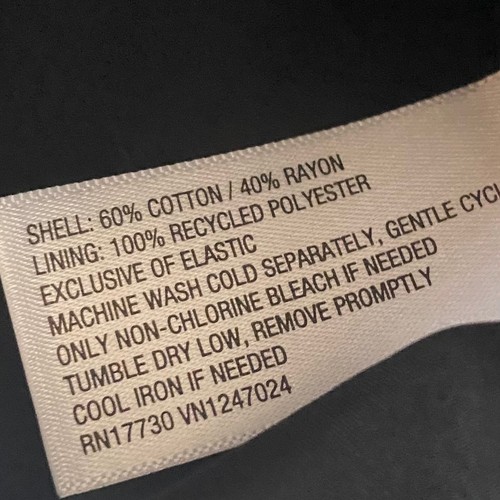 SHELL: 60% COTTON / 40% RAYON
LINING: 100% RECYCLED POLYESTER
EXCLUSIVE OF ELASTIC
MACHINE WASH COLD SEPARATELY, GENTLE
ONLY NON-CHLORINE BLEACH IF NEEDED
TUMBLE DRY LOW, REMOVE PROMPTLY
COOL IRON IF NEEDED
RN17730 VN1247024